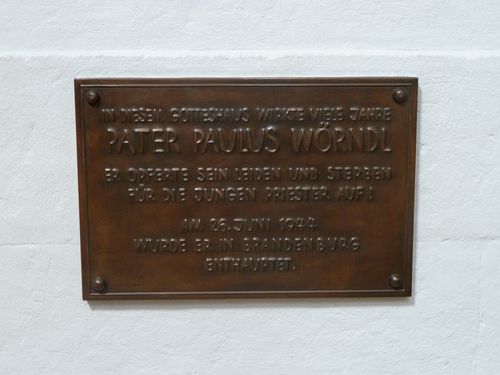 IN DIESEM GOTTESHAUS WIRKTE VIELE JAHRE
PATER PAULUS WÖRNDL
ER OPFERTE SEIN LEIDEN UND STERBEN
FÜR DIE JUNGEN PRIESTER AUF!
AM 26. JUNI 1944
WURDE ER IN BRANDENBURG
ENTHAUPTET.